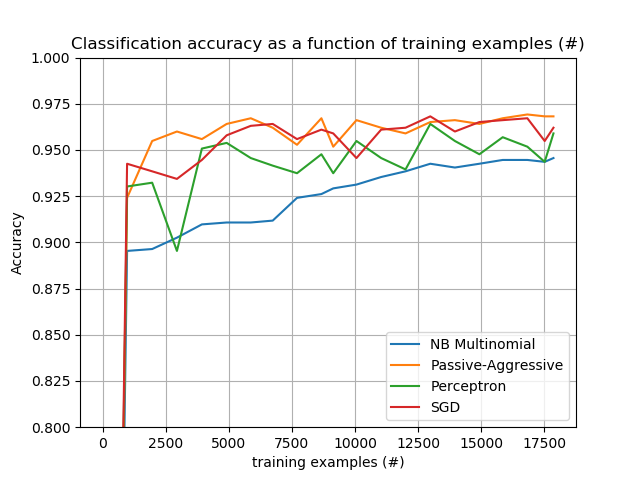 Classification accuracy as a function of training examples (#)
1.000
0.975
0.950
0.925
0.900
0.875
0.850
0.825
0.800
Accuracy
NB Multinomial
Passive-Aggressive
Perceptron
SGD
0 2500 5000 7500 10000 12500 15000 17500
training examples (#)